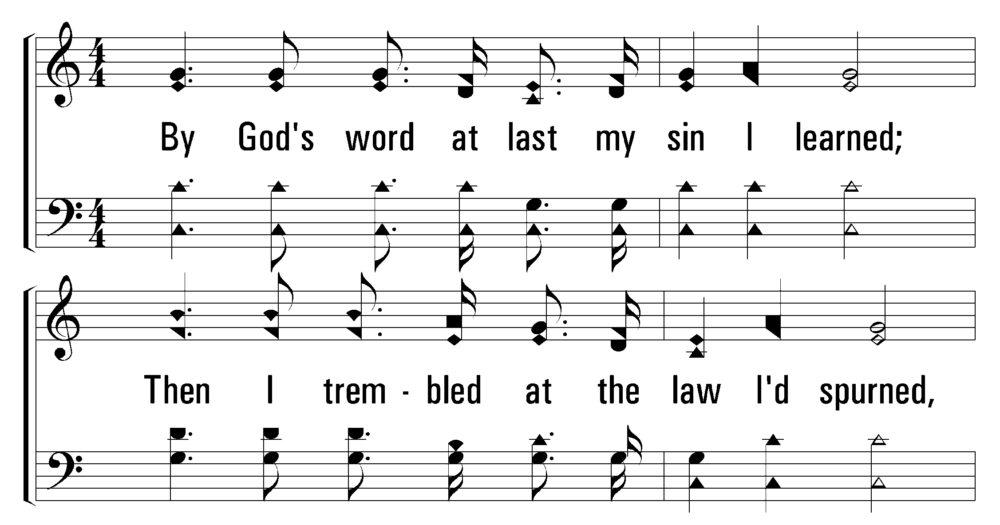 By God's word at last my sin I learned;
Then I trem - bled at the law I'd spurned,